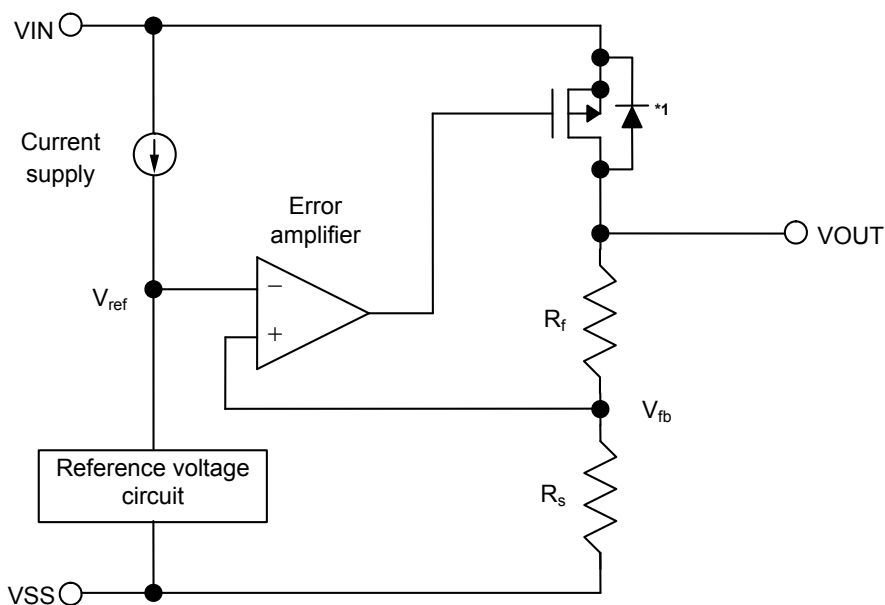 VIN
*1
Current
supply
Error
amplifier
VOUT
Vref
−
+
Rf
Vfb
Reference voltage
circuit
Rs
VSS